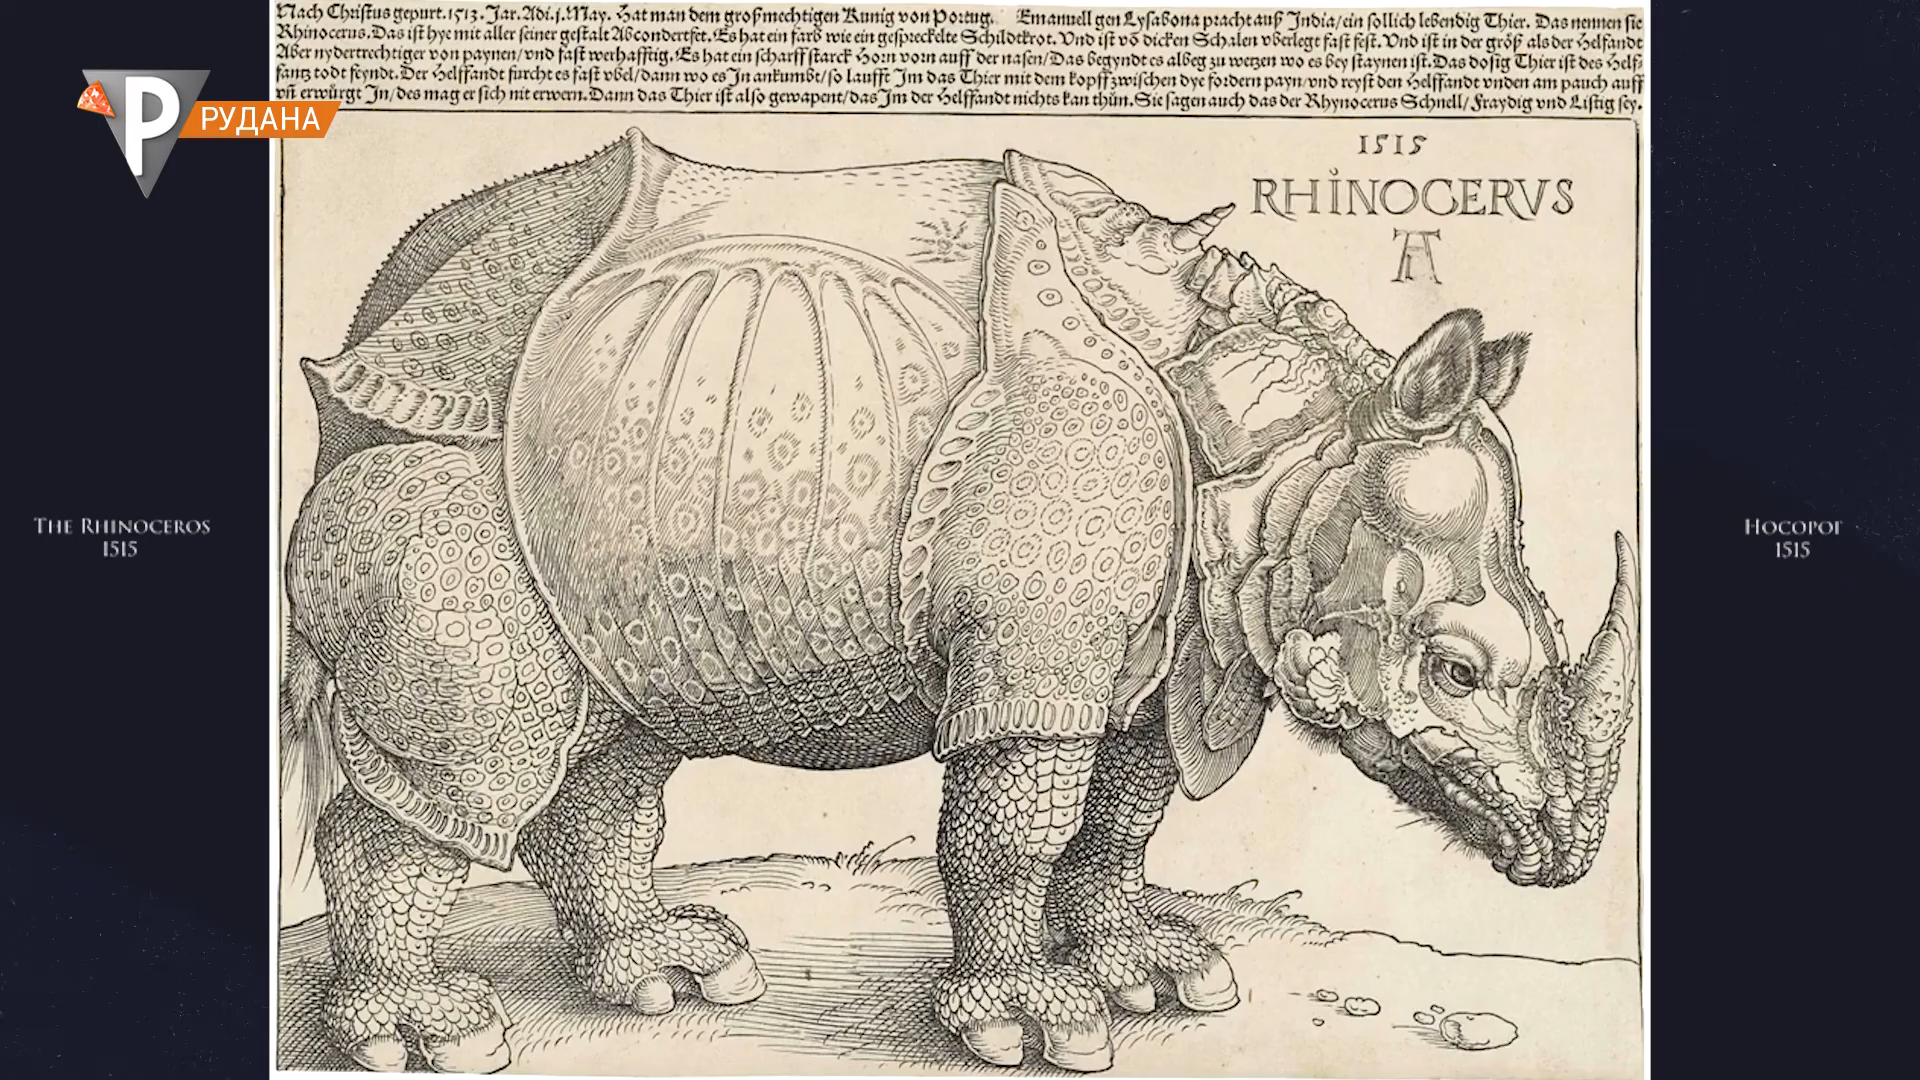 Nach Christus gepurt. 1513. Jar. Adi. j. May. Hat man dem großmechtigen Kunig von Portug. Emanuell gen Lysabona pracht auß India/ein sollich lebendig Thier. Das nennen sie
Rhinocerus. Das ist hye mit aller seiner gestalt Abcondertfet. Es hat ein farb wie ein gespreckelte Schildtkrot. Vnd ist vō dicken Schalen vberlegt fast fest. Vnd ist in der größ als der Helfandt
Aber nydertrechtiger von paynen/vnd fast werhafftig. Es hat ein scharff starck Horn vorn auff der nasen/Das begyndt es albeg zu wetzen wo es bey staynen ist. Das dosig Thier ist des Helf-
fantz todt feyndt. Der Helffandt furcht es fast vbel/dann wo es Jn ankumbt/so laufft Jm das Thier mit dem kopff zwischen dye fordern payn/vnd reyst den Helffandt vnden am pauch auff
vñ erwürgt Jn/des mag er sich nit erwern. Dann das Thier ist also gewapent/das Jm der Helffandt nichts kan thůn. Sie sagen auch das der Rhynocerus Schnell/Fraydig vnd Listig sey.
Р РУДАНА
1515
RHINOCERVS
AD
THE RHINOCEROS
1515
НОСОРОГ
1515